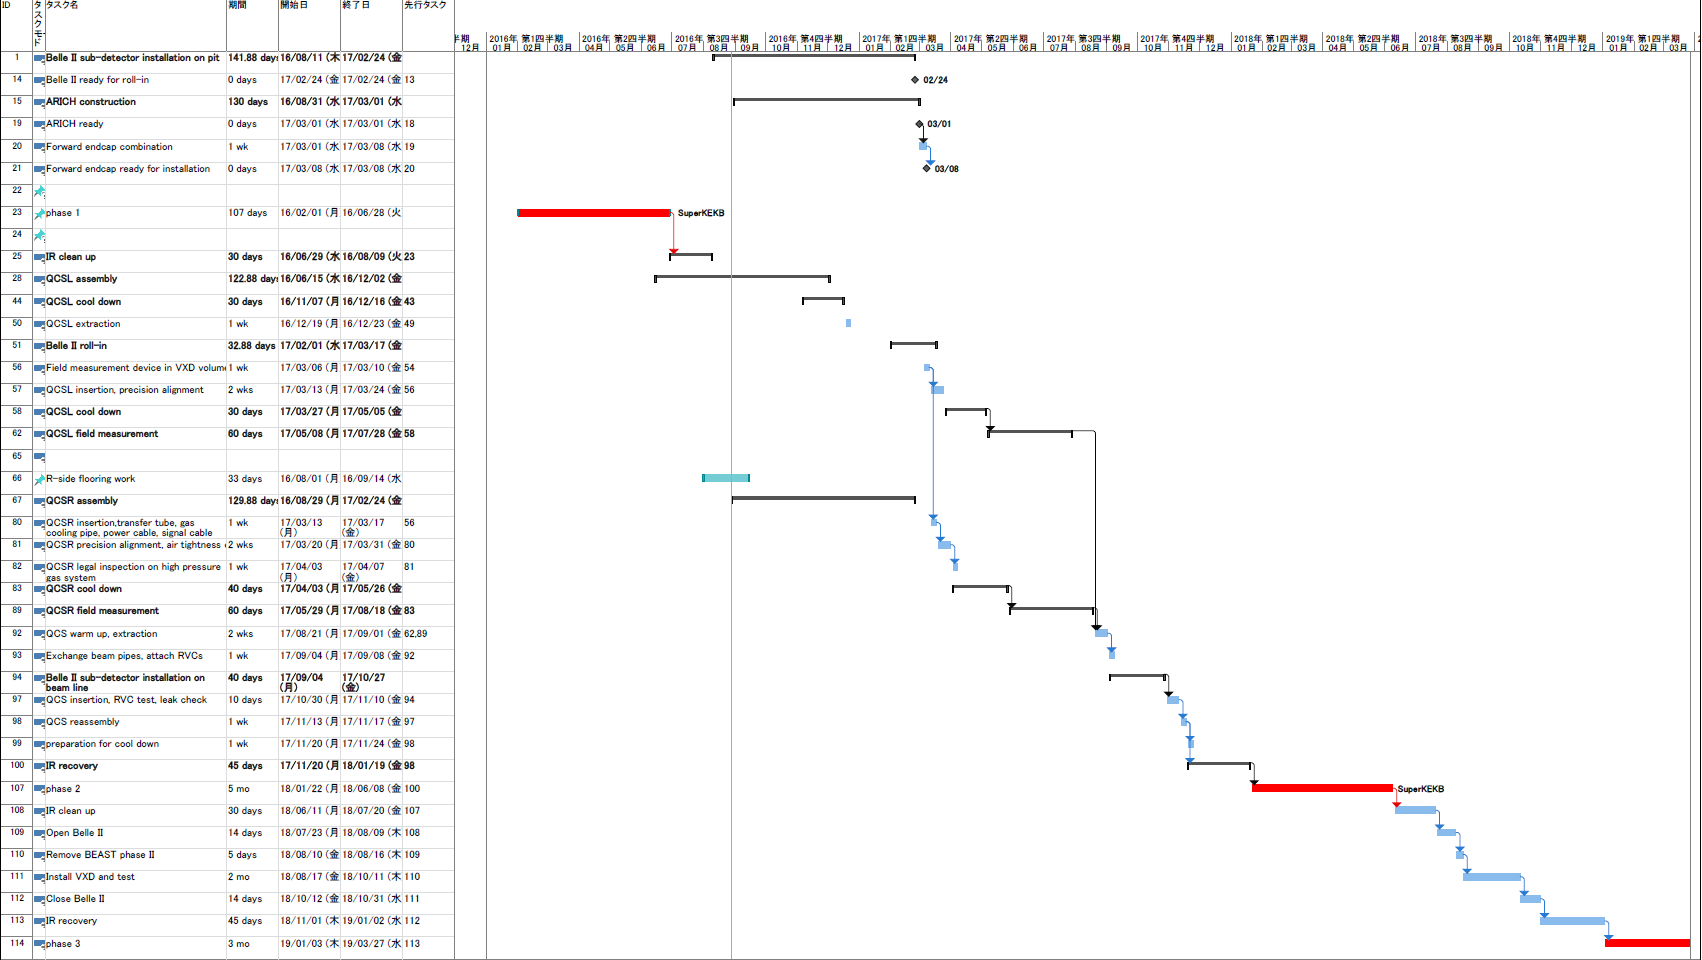 ID タスクモード タスク名 期間 開始日 終了日 先行タスク
半期 2016年 第1四半期 2016年 第2四半期 2016年 第3四半期 2016年 第4四半期 2017年 第1四半期 2017年 第2四半期 2017年 第3四半期 2017年 第4四半期 2018年 第1四半期 2018年 第2四半期 2018年 第3四半期 2018年 第4四半期 2019年 第1四半期 2
12月 01月 02月 03月 04月 05月 06月 07月 08月 09月 10月 11月 12月 01月 02月 03月 04月 05月 06月 07月 08月 09月 10月 11月 12月 01月 02月 03月 04月 05月 06月 07月 08月 09月 10月 11月 12月 01月 02月 03月
1 Belle II sub-detector installation on pit 141.88 days 16/08/11 (木 17/02/24 (金
14 Belle II ready for roll-in 0 days 17/02/24 (金 17/02/24 (金 13 02/24
15 ARICH construction 130 days 16/08/31 (水 17/03/01 (水
19 ARICH ready 0 days 17/03/01 (水 17/03/01 (水 18 03/01
20 Forward endcap combination 1 wk 17/03/01 (水 17/03/08 (水 19
21 Forward endcap ready for installation 0 days 17/03/08 (水 17/03/08 (水 20 03/08
22
23 phase 1 107 days 16/02/01 (月 16/06/28 (火 SuperKEKB
24
25 IR clean up 30 days 16/06/29 (水 16/08/09 (火 23
28 QCSL assembly 122.88 days 16/06/15 (水 16/12/02 (金
44 QCSL cool down 30 days 16/11/07 (月 16/12/16 (金 43
50 QCSL extraction 1 wk 16/12/19 (月 16/12/23 (金 49
51 Belle II roll-in 32.88 days 17/02/01 (水 17/03/17 (金
56 Field measurement device in VXD volume 1 wk 17/03/06 (月 17/03/10 (金 54
57 QCSL insertion, precision alignment 2 wks 17/03/13 (月 17/03/24 (金 56
58 QCSL cool down 30 days 17/03/27 (月 17/05/05 (金
62 QCSL field measurement 60 days 17/05/08 (月 17/07/28 (金 58
65
66 R-side flooring work 33 days 16/08/01 (月 16/09/14 (水
67 QCSR assembly 129.88 days 16/08/29 (月 17/02/24 (金
80 QCSR insertion,transfer tube, gas 1 wk 17/03/13 17/03/17 56
cooling pipe, power cable, signal cable (月) (金)
81 QCSR precision alignment, air tightness 2 wks 17/03/20 (月 17/03/31 (金 80
82 QCSR legal inspection on high pressure 1 wk 17/04/03 17/04/07 81
gas system (月) (金)
83 QCSR cool down 40 days 17/04/03 (月 17/05/26 (金
89 QCSR field measurement 60 days 17/05/29 (月 17/08/18 (金 83
92 QCS warm up, extraction 2 wks 17/08/21 (月 17/09/01 (金 62,89
93 Exchange beam pipes, attach RVCs 1 wk 17/09/04 (月 17/09/08 (金 92
94 Belle II sub-detector installation on 40 days 17/09/04 17/10/27
beam line (月) (金)
97 QCS insertion, RVC test, leak check 10 days 17/10/30 (月 17/11/10 (金 94
98 QCS reassembly 1 wk 17/11/13 (月 17/11/17 (金 97
99 preparation for cool down 1 wk 17/11/20 (月 17/11/24 (金 98
100 IR recovery 45 days 17/11/20 (月 18/01/19 (金 98
107 phase 2 5 mo 18/01/22 (月 18/06/08 (金 100 SuperKEKB
108 IR clean up 30 days 18/06/11 (月 18/07/20 (金 107
109 Open Belle II 14 days 18/07/23 (月 18/08/09 (木 108
110 Remove BEAST phase II 5 days 18/08/10 (金 18/08/16 (木 109
111 Install VXD and test 2 mo 18/08/17 (金 18/10/11 (木 110
112 Close Belle II 14 days 18/10/12 (金 18/10/31 (水 111
113 IR recovery 45 days 18/11/01 (木 19/01/02 (水 112
114 phase 3 3 mo 19/01/03 (木 19/03/27 (水 113